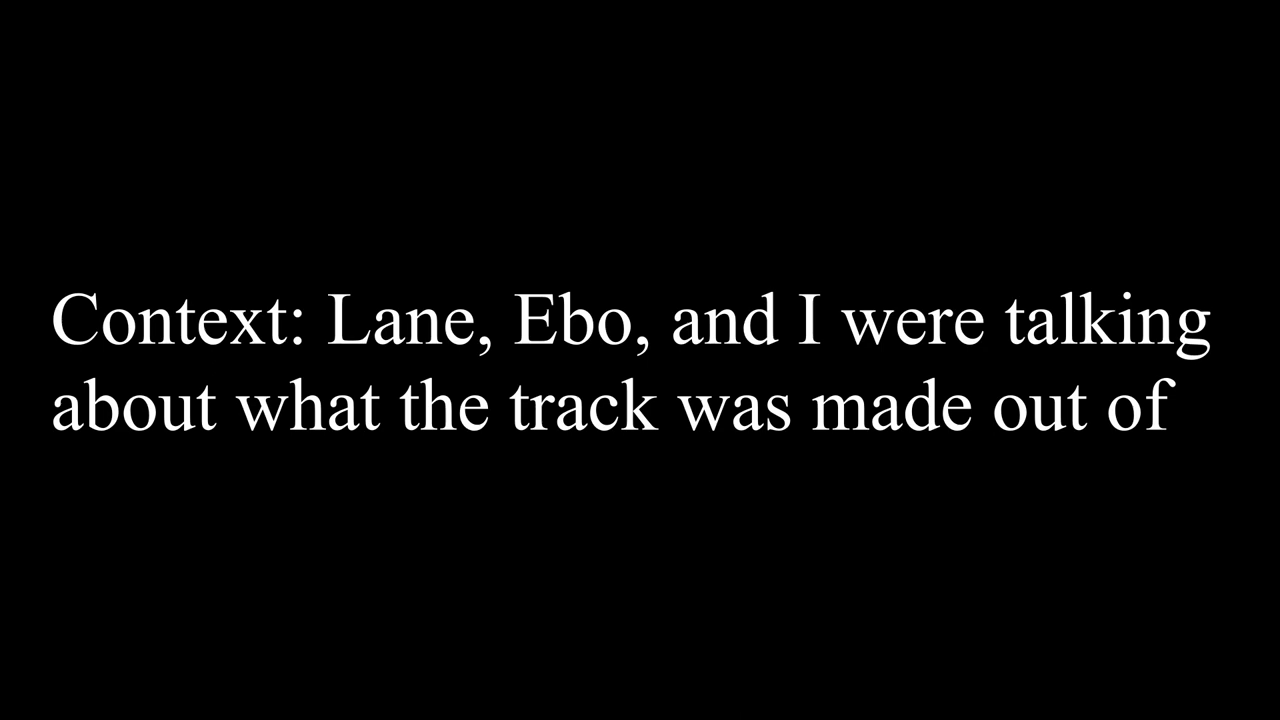 Context: Lane, Ebo, and I were talking
about what the track was made out of